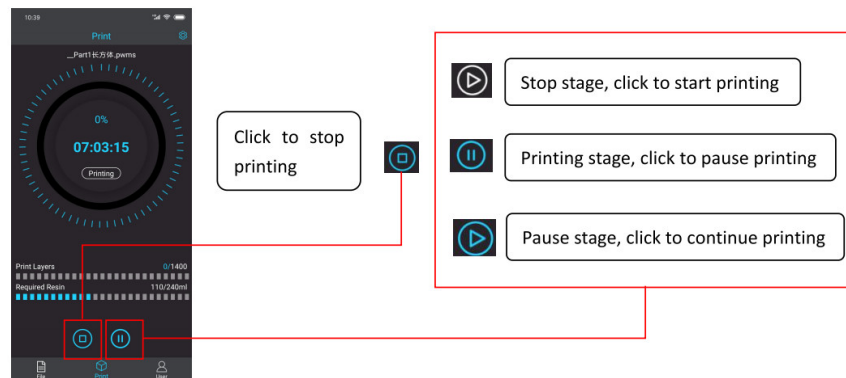 10:39
Print
__Part1长方体.pwms
0%
07:03:15
Printing
Print Layers 0/1400
Required Resin 110/240ml
File Print User
Click to stop
printing
Stop stage, click to start printing
Printing stage, click to pause printing
Pause stage, click to continue printing